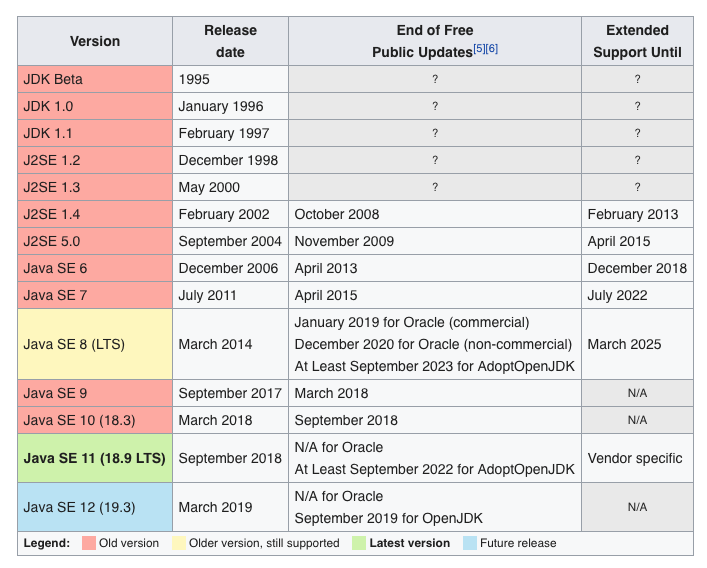 Version
Release date
End of Free Public Updates[5][6]
Extended Support Until
JDK Beta 1995 ? ?
JDK 1.0 January 1996 ? ?
JDK 1.1 February 1997 ? ?
J2SE 1.2 December 1998 ? ?
J2SE 1.3 May 2000 ? ?
J2SE 1.4 February 2002 October 2008 February 2013
J2SE 5.0 September 2004 November 2009 April 2015
Java SE 6 December 2006 April 2013 December 2018
Java SE 7 July 2011 April 2015 July 2022
Java SE 8 (LTS) March 2014
January 2019 for Oracle (commercial)
December 2020 for Oracle (non-commercial)
At Least September 2023 for AdoptOpenJDK
March 2025
Java SE 9 September 2017 March 2018 N/A
Java SE 10 (18.3) March 2018 September 2018 N/A
Java SE 11 (18.9 LTS) September 2018
N/A for Oracle
At Least September 2022 for AdoptOpenJDK
Vendor specific
Java SE 12 (19.3) March 2019
N/A for Oracle
September 2019 for OpenJDK
N/A
Legend: Old version Older version, still supported Latest version Future release